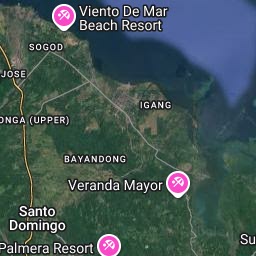 Viento De Mar
Beach Resort
SOGOD
JOSE
IGANG
ONGA (UPPER)
BAYANDONG
Veranda Mayor
Santo
Domingo
Palmera Resort
Su